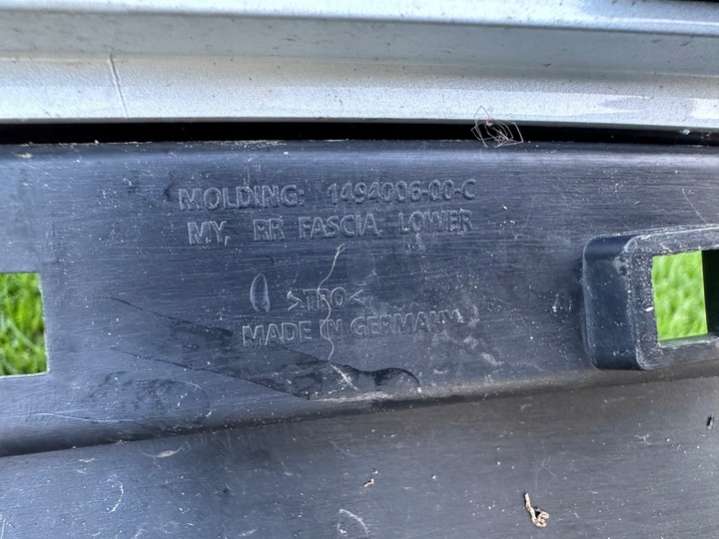 MOLDING: 1494006-00-C
MY, RR FASCIA LOWER
>TPO<
MADE IN GERMANY